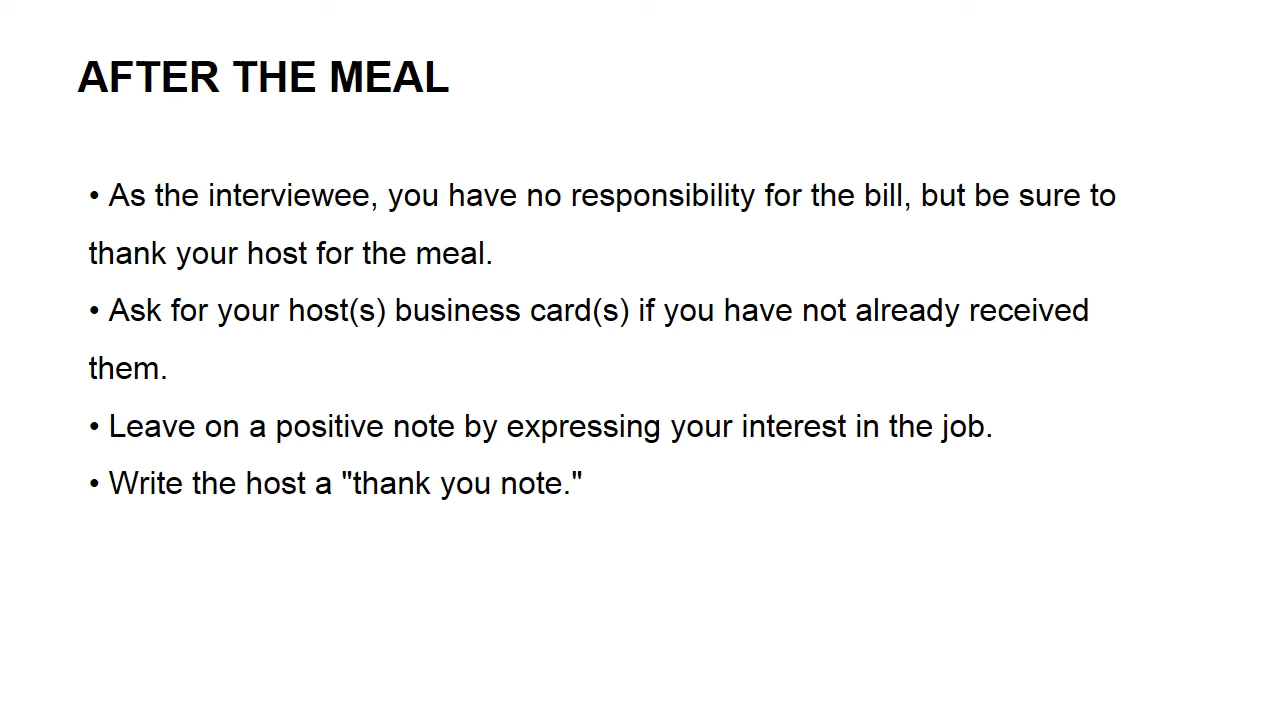 AFTER THE MEAL
• As the interviewee, you have no responsibility for the bill, but be sure to
thank your host for the meal.
• Ask for your host(s) business card(s) if you have not already received
them.
• Leave on a positive note by expressing your interest in the job.
• Write the host a "thank you note."